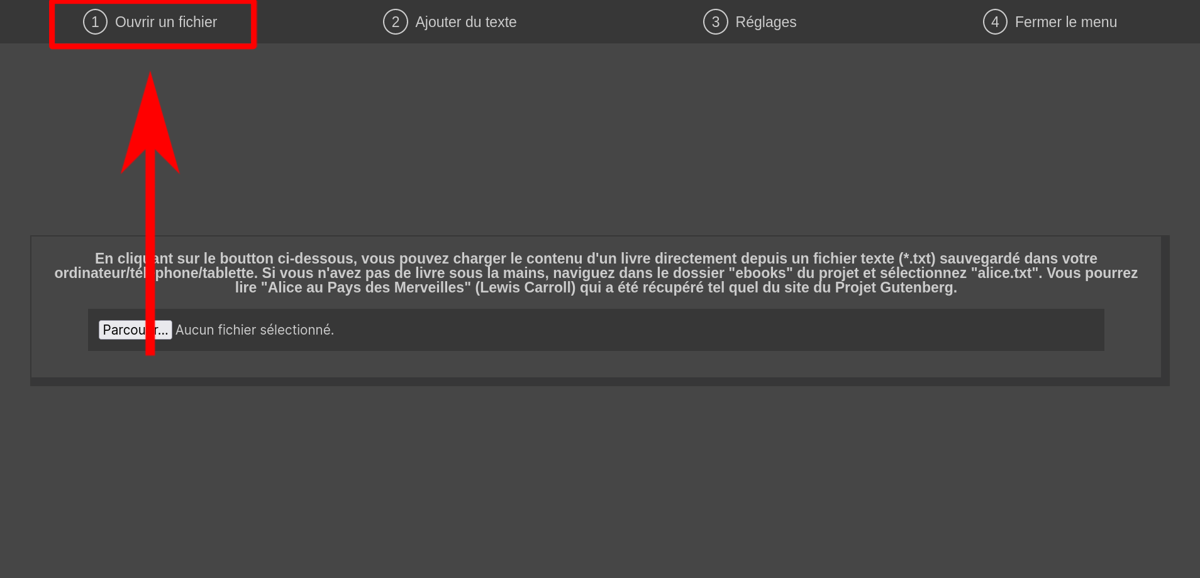 1 Ouvrir un fichier
2 Ajouter du texte
3 Réglages
4 Fermer le menu
En cliquant sur le boutton ci-dessous, vous pouvez charger le contenu d'un livre directement depuis un fichier texte (*.txt) sauvegardé dans votre
ordinateur/téléphone/tablette. Si vous n'avez pas de livre sous la mains, naviguez dans le dossier "ebooks" du projet et sélectionnez "alice.txt". Vous pourrez
lire "Alice au Pays des Merveilles" (Lewis Carroll) qui a été récupéré tel quel du site du Projet Gutenberg.
Parcourir... Aucun fichier sélectionné.